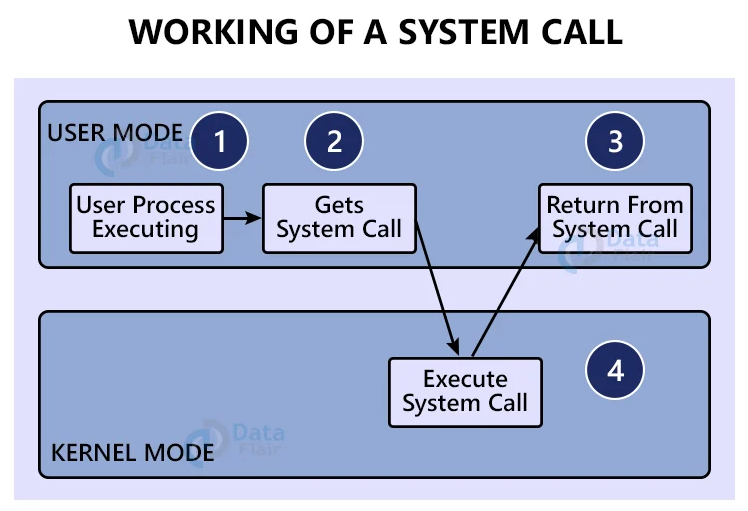 WORKING OF A SYSTEM CALL
USER MODE
1
2
3
Data
Flair
User Process
Executing
Gets
System Call
Return From
System Call
Data
Flair
Execute
System Call
4
Data
Flair
KERNEL MODE